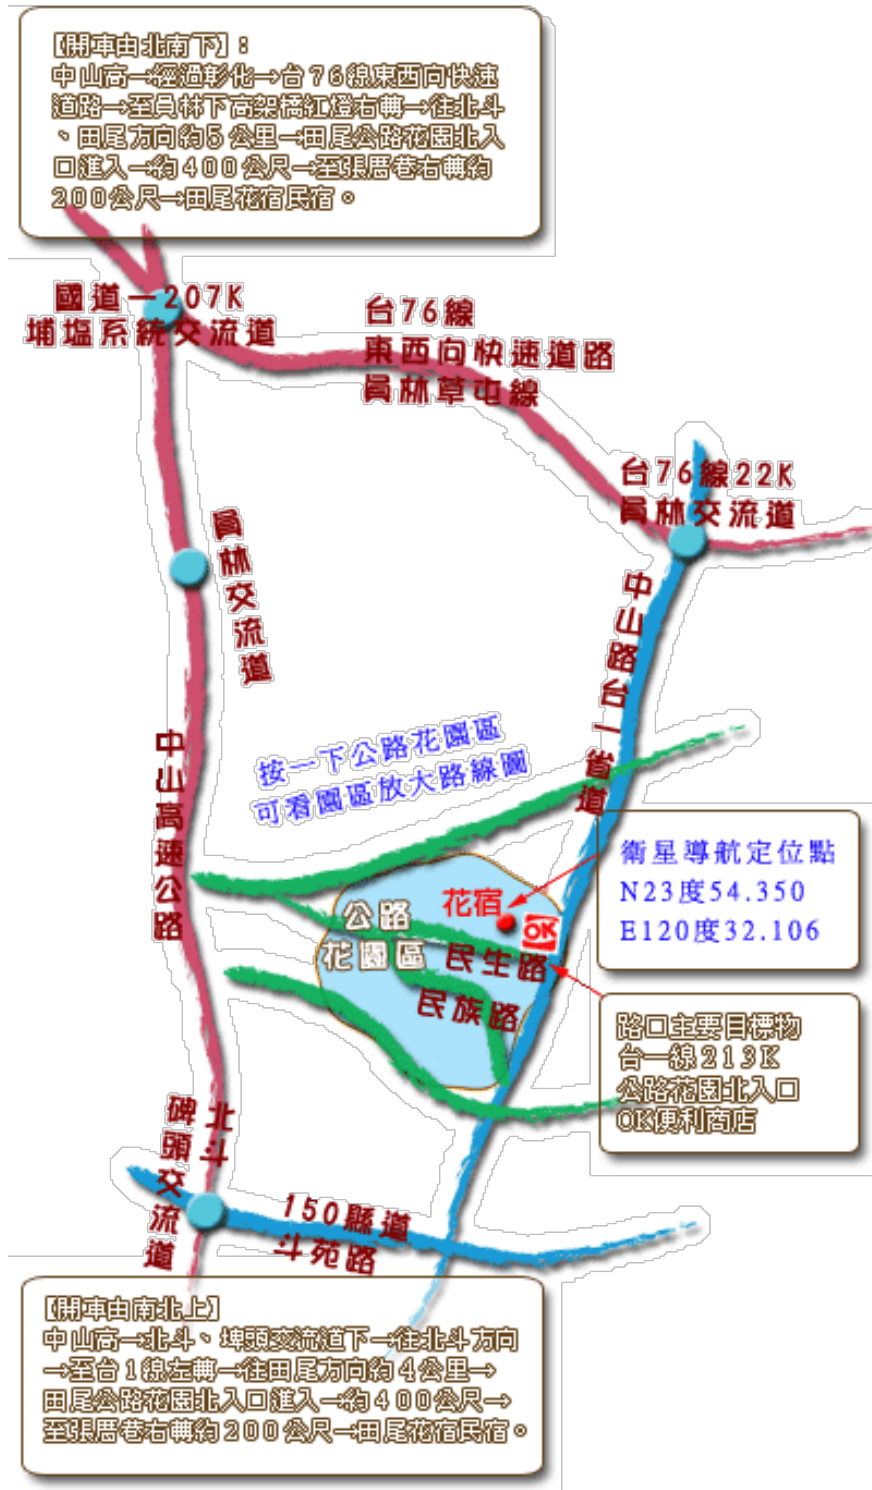 【開車由北南下】：
中山高→經過彰化→台76線東西向快速
道路→至員林下高架橋紅燈右轉→往北斗
、田尾方向約5公里→田尾公路花園北入
口進入→約400公尺→至張厝巷右轉約
200公尺→田尾花宿民宿。
國道一207K
埔塩系統交流道
台76線
東西向快速道路
員林草屯線
台76線22K
員林交流道
員林交流道
中山路台一省道
中山高速公路
按一下公路花園區
可看園區放大路線圖
衛星導航定位點
N23度54.350
E120度32.106
花宿
OK
公路
花園區
民生路
民族路
路口主要目標物
台一線213K
公路花園北入口
OK便利商店
北斗
碑頭交流道
150縣道
斗苑路
【開車由南北上】
中山高→北斗、埤頭交流道下→往北斗方向
→至台1線左轉→往田尾方向約4公里→
田尾公路花園北入口進入→約400公尺→
至張厝巷右轉約200公尺→田尾花宿民宿。